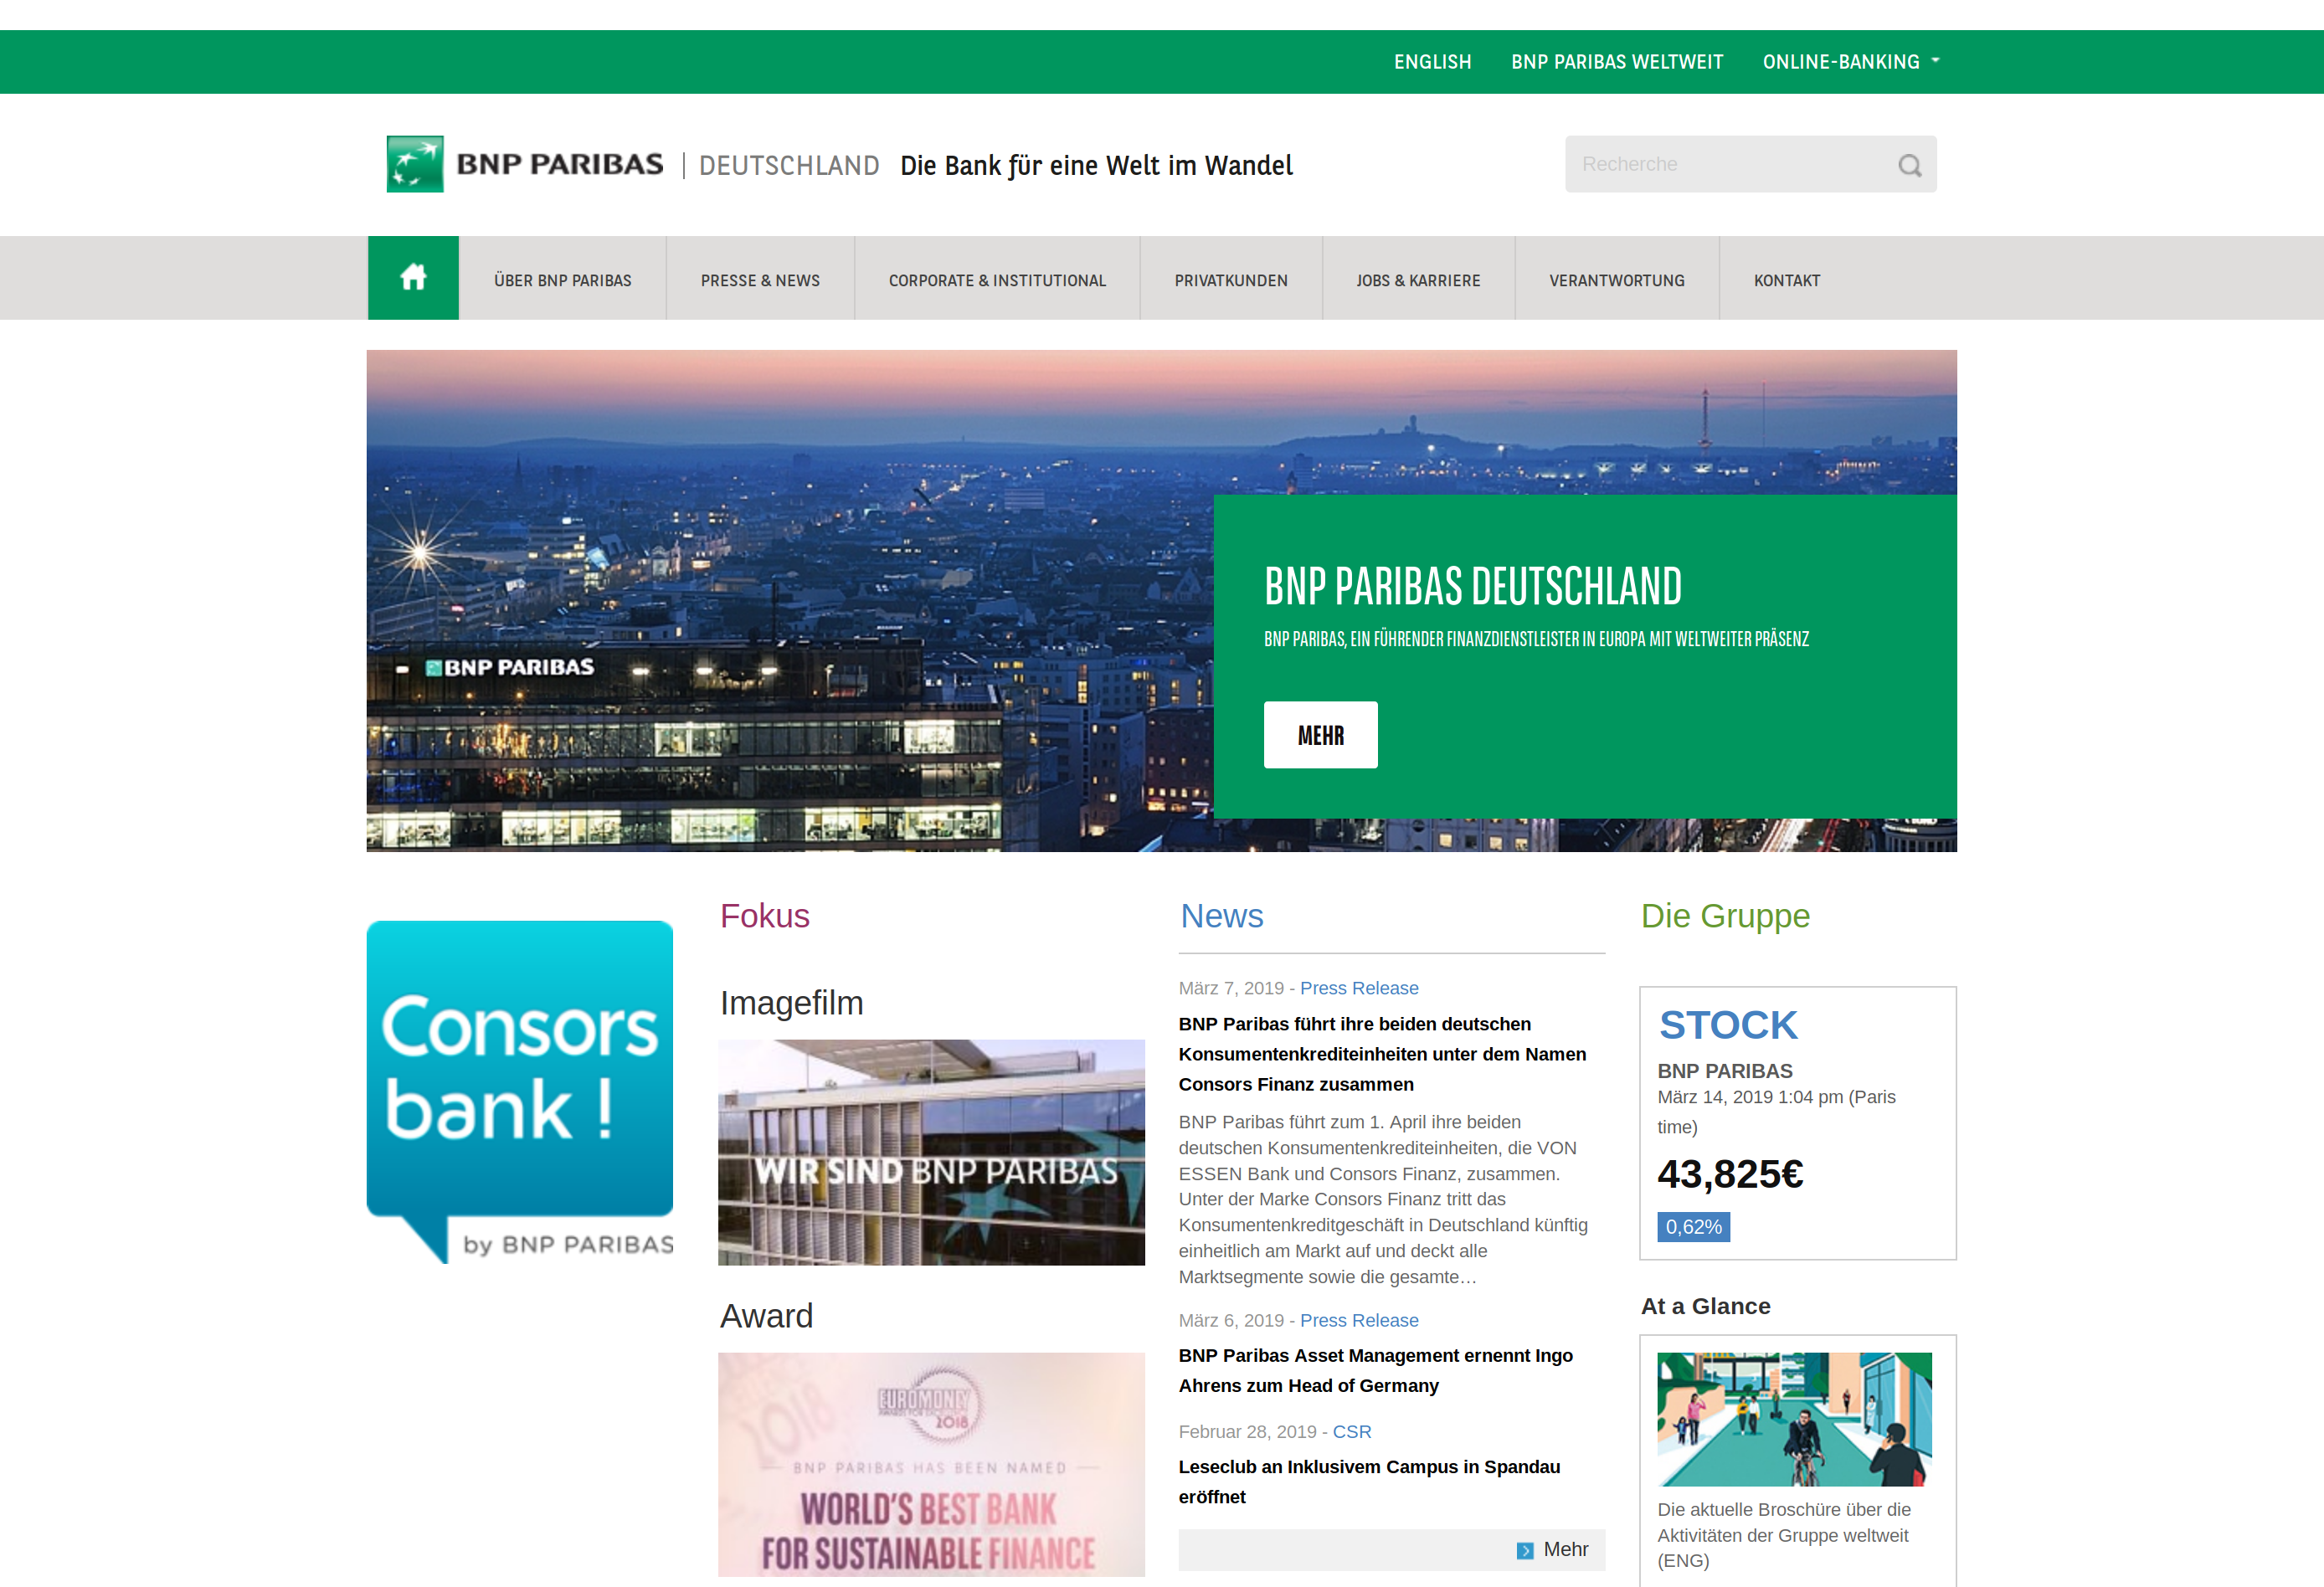 ENGLISH BNP PARIBAS WELTWEIT ONLINE-BANKING
BNP PARIBAS | DEUTSCHLAND Die Bank für eine Welt im Wandel
Recherche
ÜBER BNP PARIBAS PRESSE & NEWS CORPORATE & INSTITUTIONAL PRIVATKUNDEN JOBS & KARRIERE VERANTWORTUNG KONTAKT
BNP PARIBAS DEUTSCHLAND
BNP PARIBAS, EIN FÜHRENDER FINANZDIENSTLEISTER IN EUROPA MIT WELTWEITER PRÄSENZ
MEHR
BNP PARIBAS
Consors
bank !
by BNP PARIBAS
Fokus
Imagefilm
WIR SIND BNP PARIBAS
Award
2018
EUROMONEY
AWARDS FOR EXCELLENCE
2018
BNP PARIBAS HAS BEEN NAMED
WORLD'S BEST BANK
FOR SUSTAINABLE FINANCE
News
März 7, 2019 - Press Release
BNP Paribas führt ihre beiden deutschen
Konsumentenkrediteinheiten unter dem Namen
Consors Finanz zusammen
BNP Paribas führt zum 1. April ihre beiden
deutschen Konsumentenkrediteinheiten, die VON
ESSEN Bank und Consors Finanz, zusammen.
Unter der Marke Consors Finanz tritt das
Konsumentenkreditgeschäft in Deutschland künftig
einheitlich am Markt auf und deckt alle
Marktsegmente sowie die gesamte…
März 6, 2019 - Press Release
BNP Paribas Asset Management ernennt Ingo
Ahrens zum Head of Germany
Februar 28, 2019 - CSR
Leseclub an Inklusivem Campus in Spandau
eröffnet
Mehr
Die Gruppe
STOCK
BNP PARIBAS
März 14, 2019 1:04 pm (Paris
time)
43,825€
0,62%
At a Glance
Die aktuelle Broschüre über die
Aktivitäten der Gruppe weltweit
(ENG)